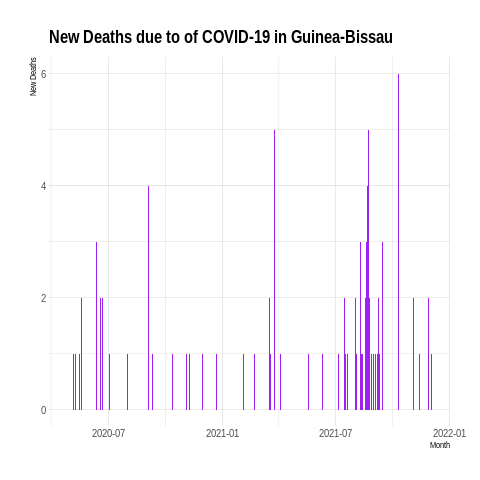 New Deaths due to of COVID-19 in Guinea-Bissau
New Deaths
6
4
2
0
2020-07 2021-01 2021-07 2022-01
Month